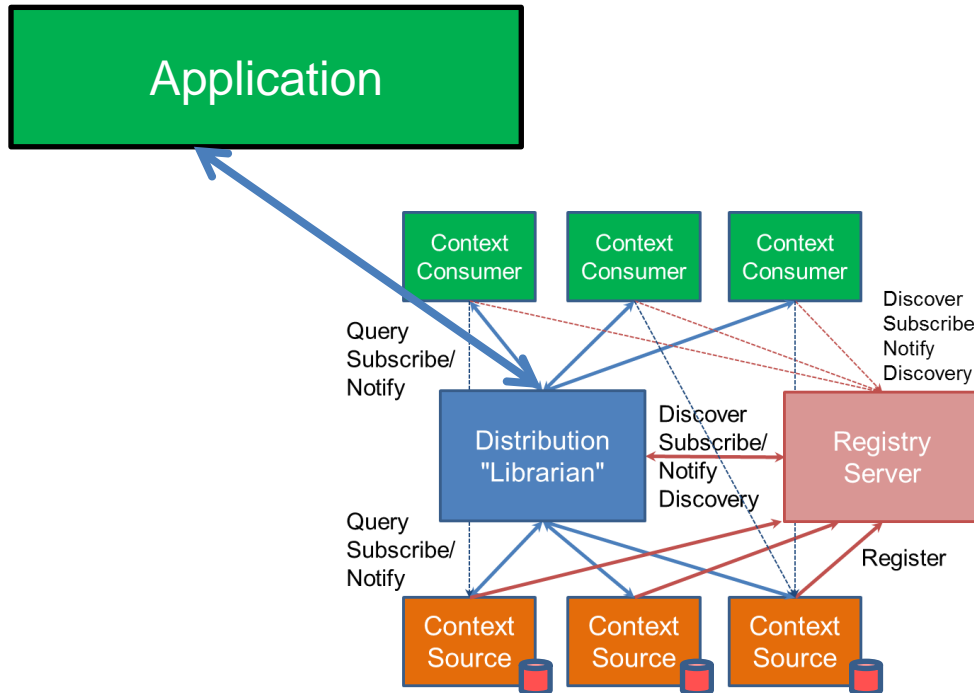 Application
Context
Consumer
Context
Consumer
Context
Consumer
Query
Subscribe/
Notify
Discover
Subscribe
Notify
Discovery
Distribution
"Librarian"
Discover
Subscribe/
Notify
Discovery
Registry
Server
Query
Subscribe/
Notify
Register
Context
Source
Context
Source
Context
Source